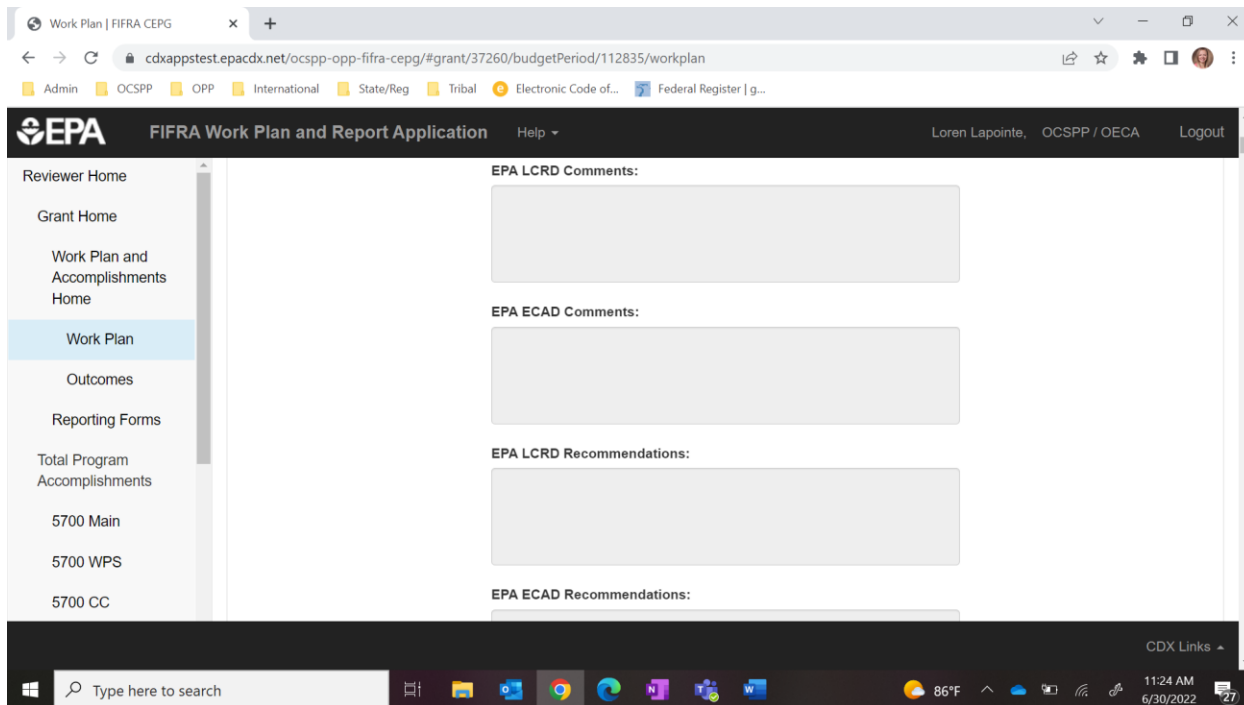 Work Plan | FIFRA CEPG
cdxappstest.epacdx.net/ocspp-opp-fifra-cepg/#grant/37260/budgetPeriod/112835/workplan
Admin OCSPP OPP International State/Reg Tribal Electronic Code of... Federal Register | g...
EPA FIFRA Work Plan and Report Application Help Loren Lapointe, OCSPP / OECA Logout
Reviewer Home
Grant Home
Work Plan and
Accomplishments
Home
Work Plan
Outcomes
Reporting Forms
Total Program
Accomplishments
5700 Main
5700 WPS
5700 CC
EPA LCRD Comments:
EPA ECAD Comments:
EPA LCRD Recommendations:
EPA ECAD Recommendations:
CDX Links
Type here to search
86°F
11:24 AM
6/30/2022
27